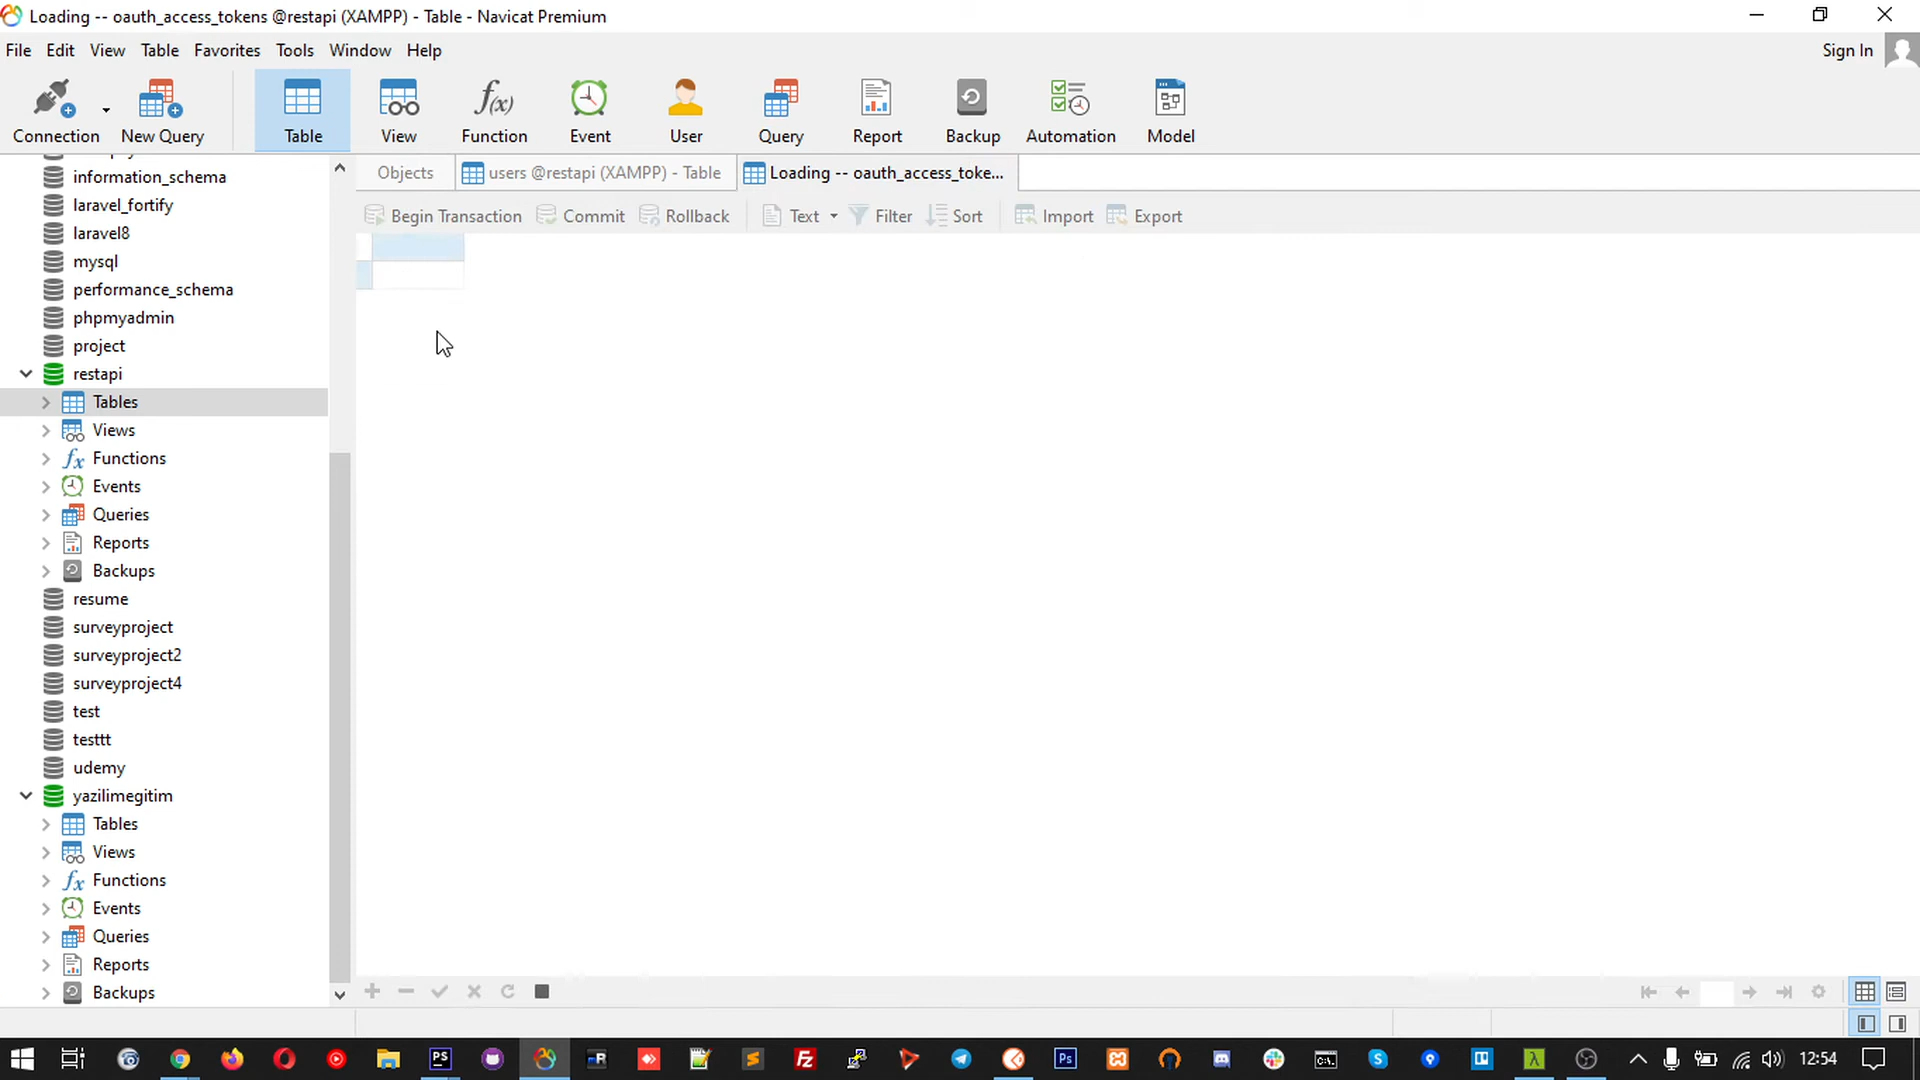 Loading -- oauth_access_tokens @restapi (XAMPP) - Table - Navicat Premium
File Edit View Table Favorites Tools Window Help Sign In
Connection New Query Table View Function Event User Query Report Backup Automation Model
Objects users @restapi (XAMPP) - Table Loading -- oauth_access_toke...
Begin Transaction Commit Rollback Text Filter Sort Import Export
information_schema
laravel_fortify
laravel8
mysql
performance_schema
phpmyadmin
project
restapi
Tables
Views
Functions
Events
Queries
Reports
Backups
resume
surveyproject
surveyproject2
surveyproject4
test
testtt
udemy
yazilimegitim
Tables
Views
Functions
Events
Queries
Reports
Backups
12:54